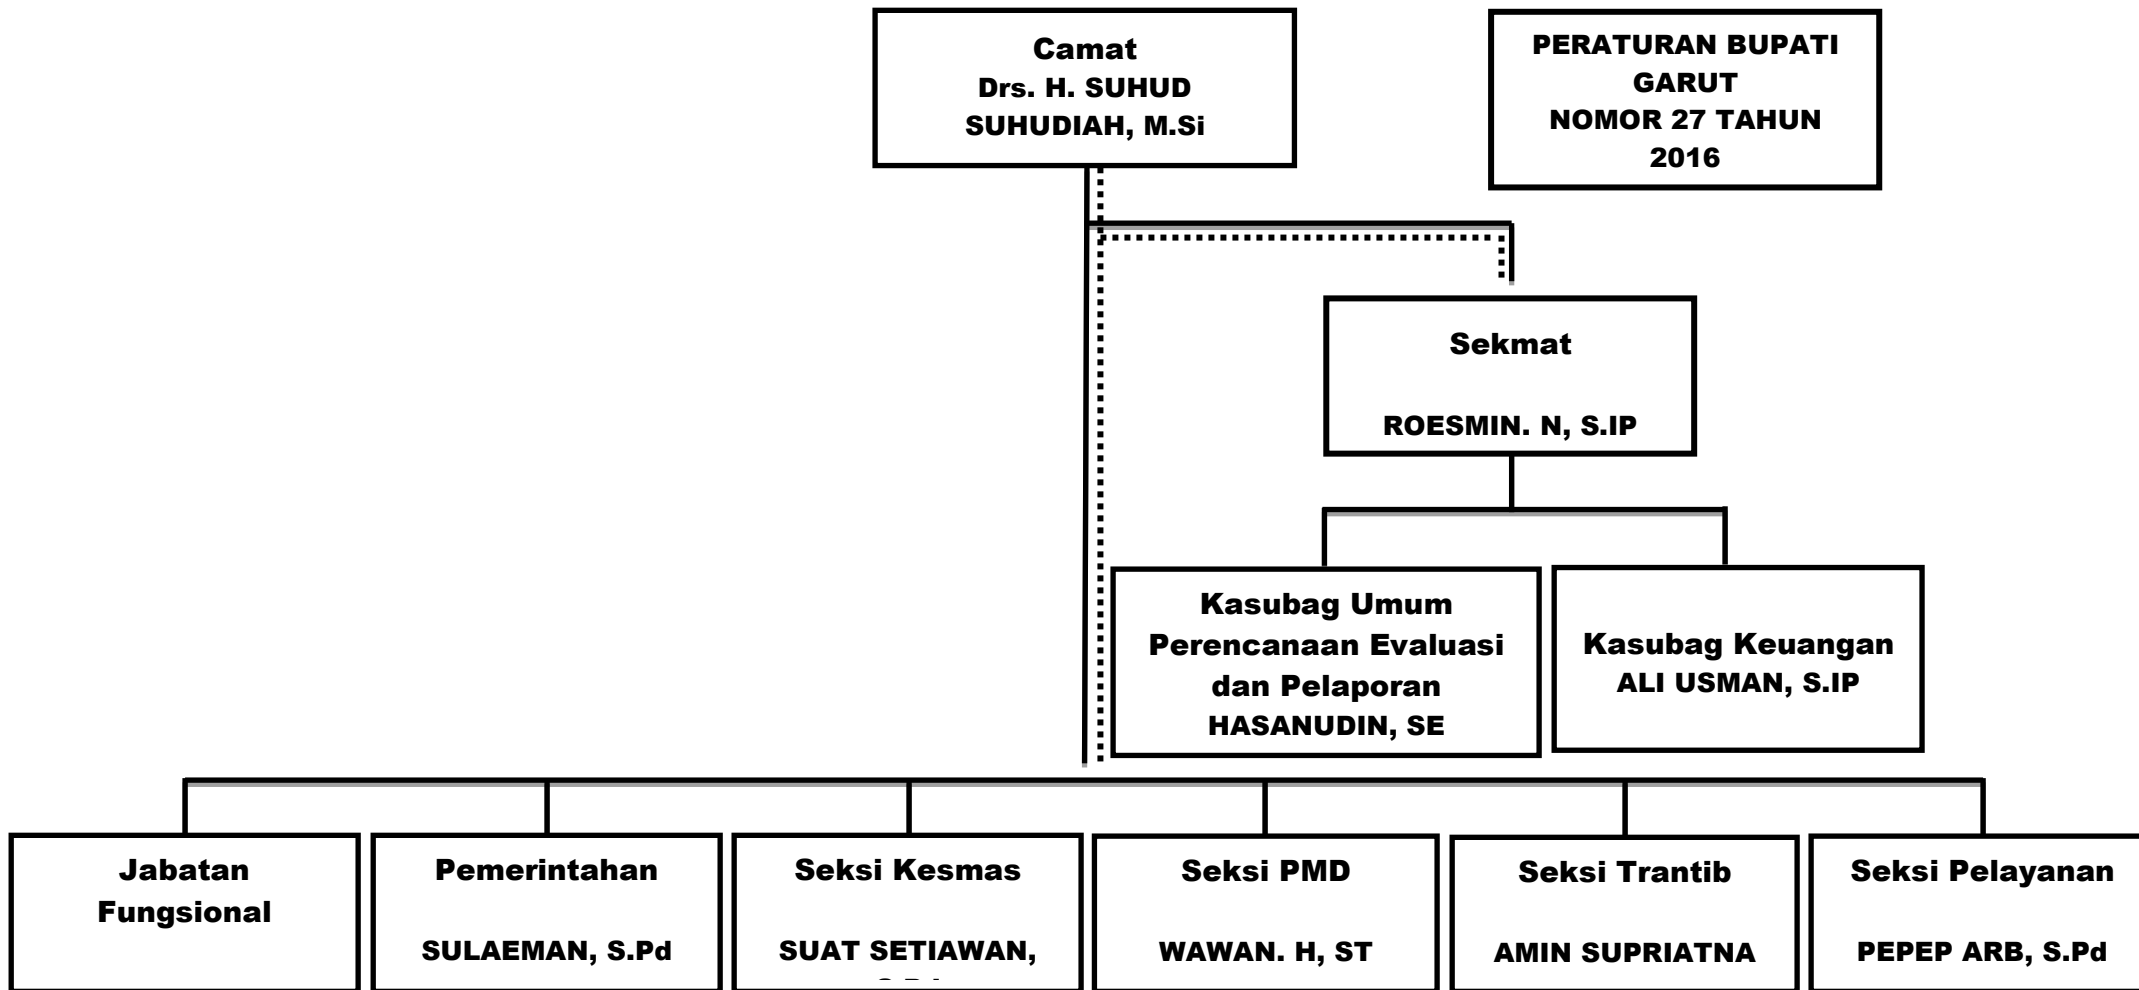 Camat
Drs. H. SUHUD
SUHUDIAH, M.Si
PERATURAN BUPATI
GARUT
NOMOR 27 TAHUN
2016
Sekmat
ROESMIN. N, S.IP
Kasubag Umum
Perencanaan Evaluasi
dan Pelaporan
HASANUDIN, SE
Kasubag Keuangan
ALI USMAN, S.IP
Jabatan
Fungsional
Pemerintahan
SULAEMAN, S.Pd
Seksi Kesmas
SUAT SETIAWAN,
Seksi PMD
WAWAN. H, ST
Seksi Trantib
AMIN SUPRIATNA
Seksi Pelayanan
PEPEP ARB, S.Pd